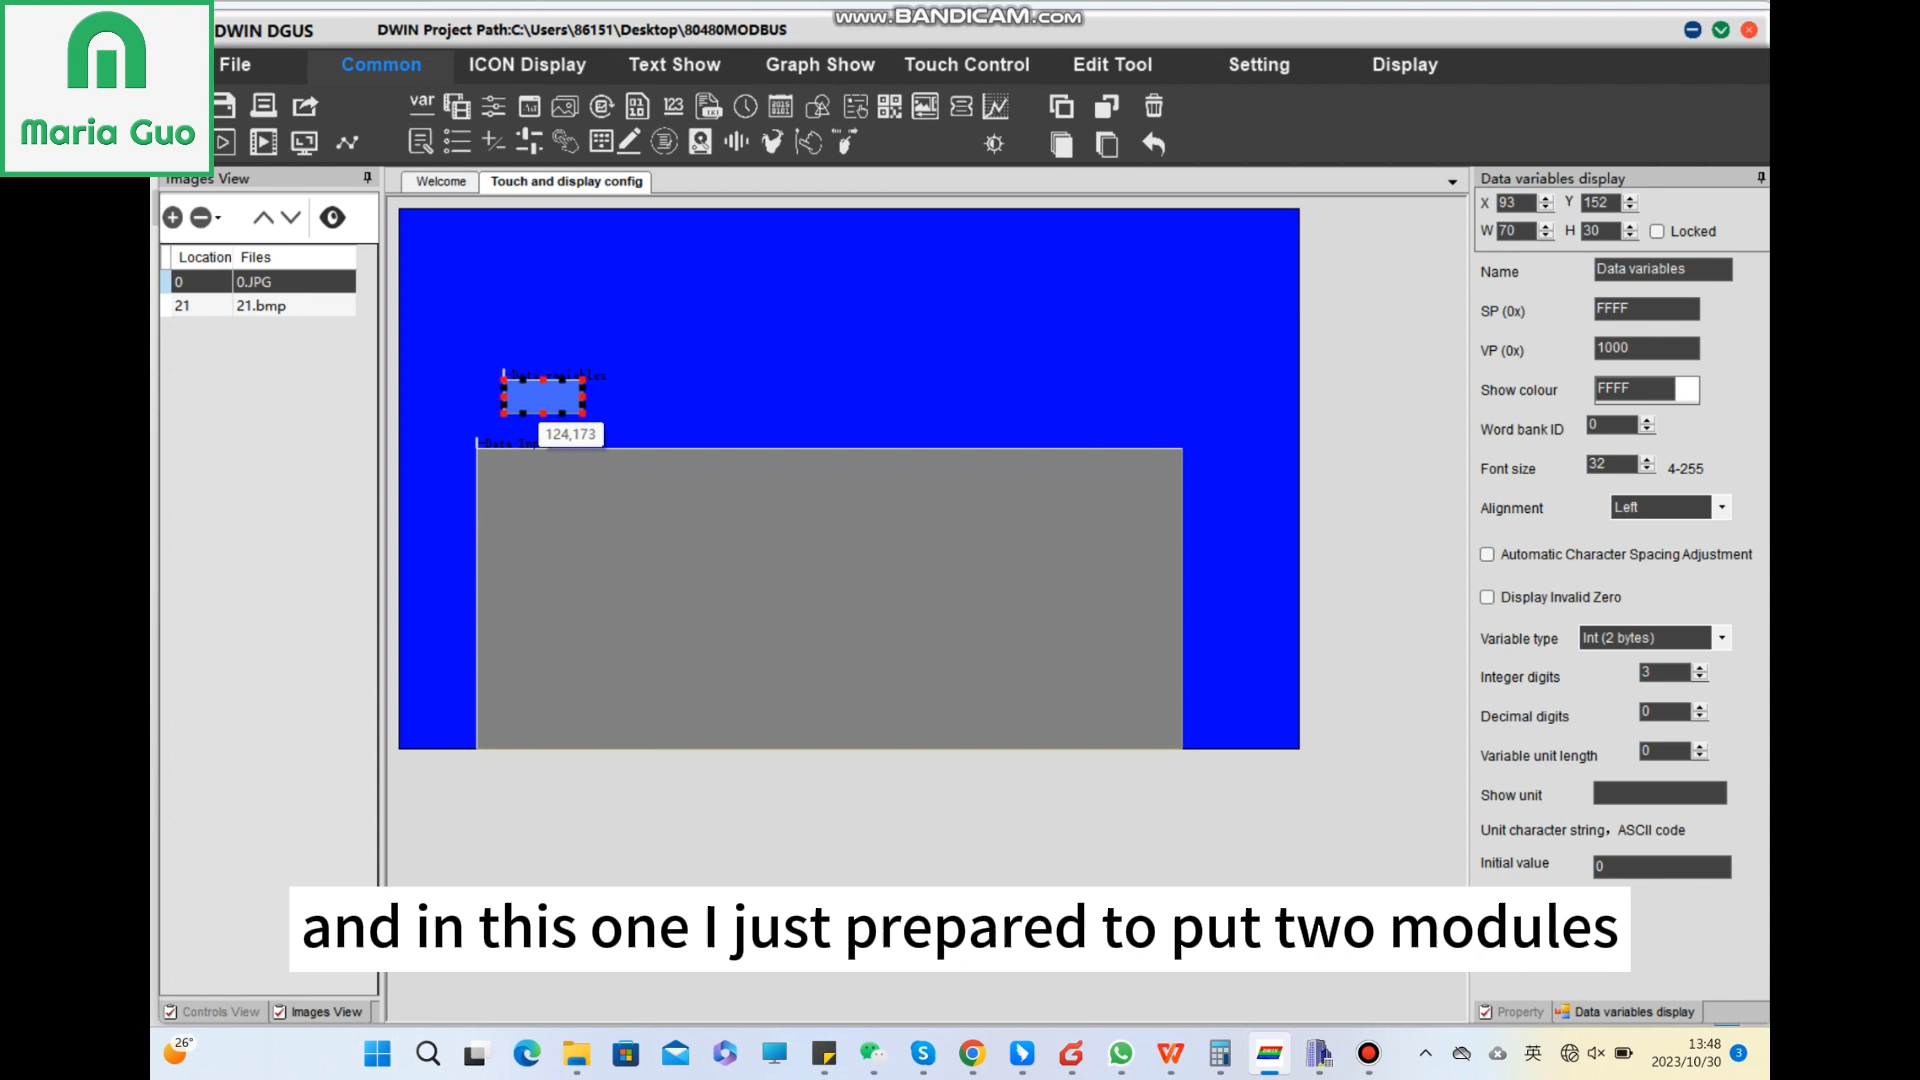 www.BANDICAM.com
DWIN DGUS
DWIN Project Path:C:\Users\86151\Desktop\80480MODBUS
Maria Guo
File
Common
ICON Display
Text Show
Graph Show
Touch Control
Edit Tool
Setting
Display
Images View
Welcome
Touch and display config
Location Files
0 0.JPG
21 21.bmp
Data variables
124,173
Data Inp
Data variables display
X 93 Y 152
W 70 H 30 Locked
Name Data variables
SP (0x) FFFF
VP (0x) 1000
Show colour FFFF
Word bank ID 0
Font size 32 4-255
Alignment Left
Automatic Character Spacing Adjustment
Display Invalid Zero
Variable type Int (2 bytes)
Integer digits 3
Decimal digits 0
Variable unit length 0
Show unit
Unit character string，ASCII code
Initial value 0
and in this one I just prepared to put two modules
Controls View
Images View
Property
Data variables display
26°
英
13:48
2023/10/30
3